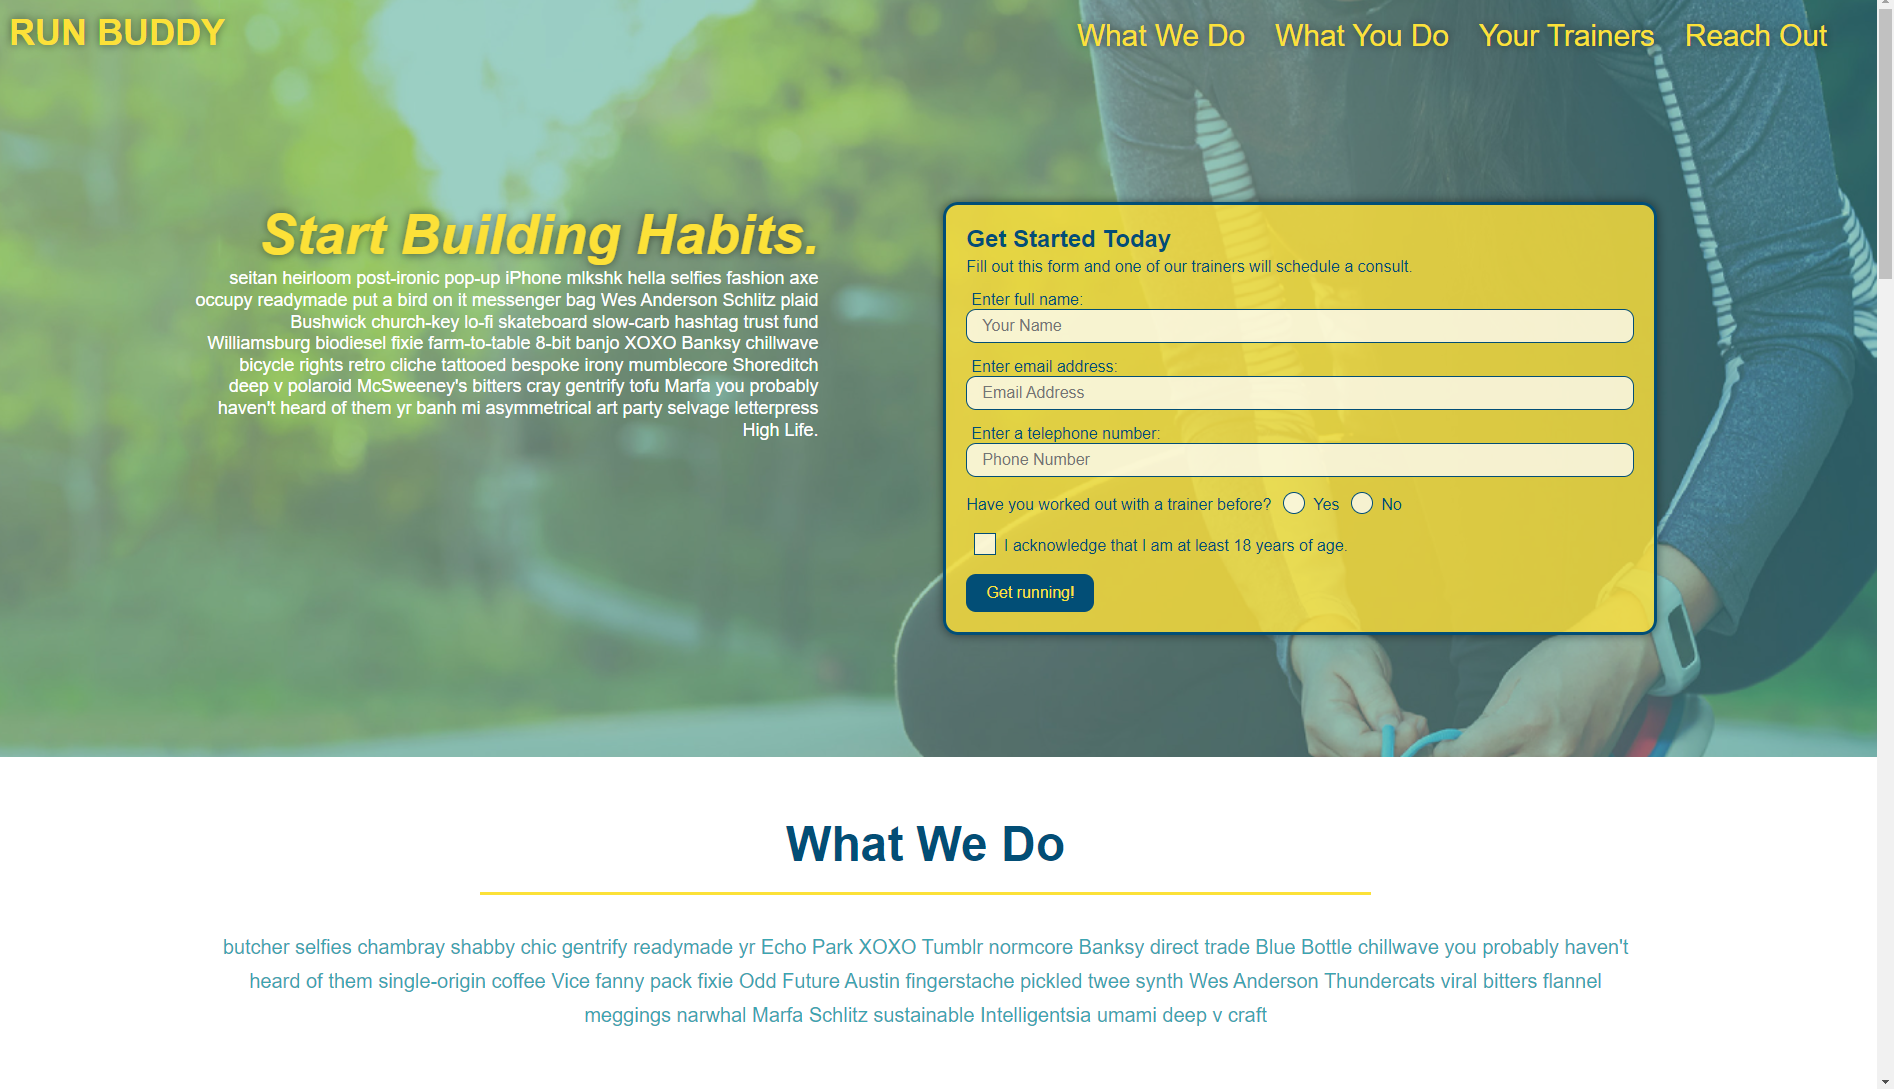 RUN BUDDY
What We Do What You Do Your Trainers Reach Out
Start Building Habits.
seitan heirloom post-ironic pop-up iPhone mlkshk hella selfies fashion axe
occupy readymade put a bird on it messenger bag Wes Anderson Schlitz plaid
Bushwick church-key lo-fi skateboard slow-carb hashtag trust fund
Williamsburg biodiesel fixie farm-to-table 8-bit banjo XOXO Banksy chillwave
bicycle rights retro cliche tattooed bespoke irony mumblecore Shoreditch
deep v polaroid McSweeney's bitters cray gentrify tofu Marfa you probably
haven't heard of them yr banh mi asymmetrical art party selvage letterpress
High Life.
Get Started Today
Fill out this form and one of our trainers will schedule a consult.
Enter full name:
Your Name
Enter email address:
Email Address
Enter a telephone number:
Phone Number
Have you worked out with a trainer before? Yes No
I acknowledge that I am at least 18 years of age.
Get running!
What We Do
butcher selfies chambray shabby chic gentrify readymade yr Echo Park XOXO Tumblr normcore Banksy direct trade Blue Bottle chillwave you probably haven't
heard of them single-origin coffee Vice fanny pack fixie Odd Future Austin fingerstache pickled twee synth Wes Anderson Thundercats viral bitters flannel
meggings narwhal Marfa Schlitz sustainable Intelligentsia umami deep v craft